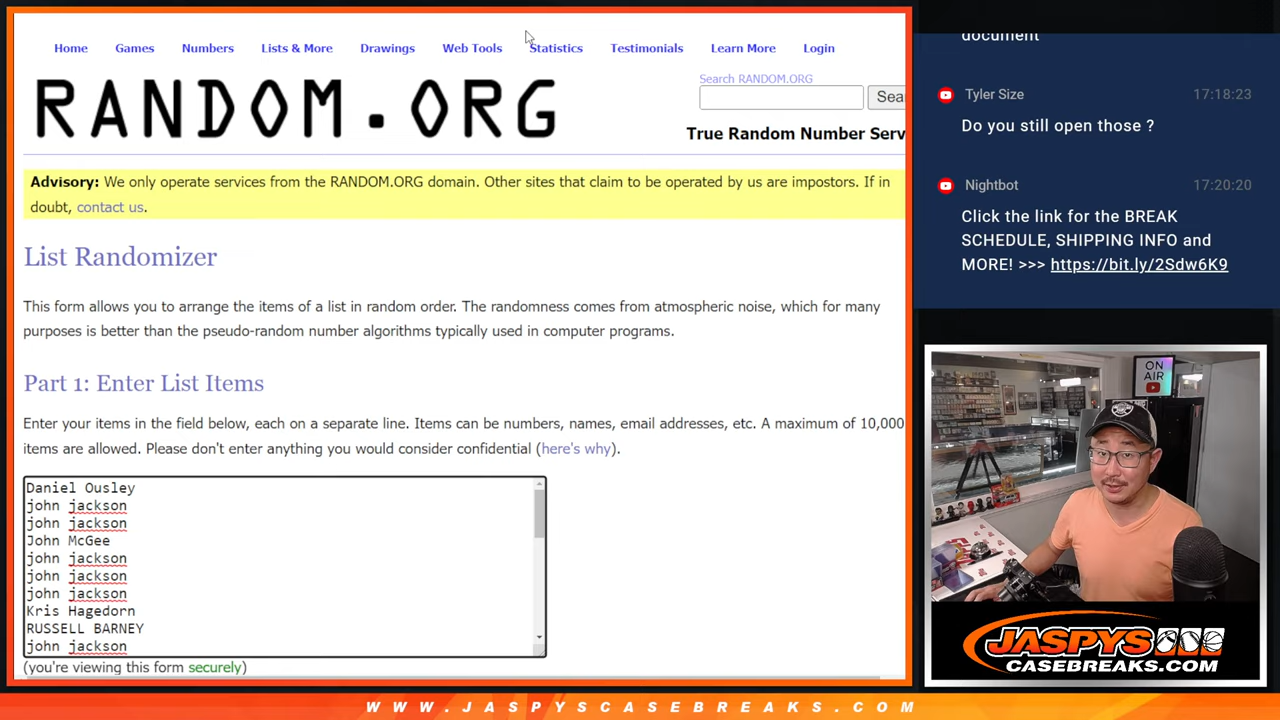 Home Games Numbers Lists & More Drawings Web Tools Statistics Testimonials Learn More Login
RANDOM.ORG
Search RANDOM.ORG
Sea
True Random Number Serv
Advisory: We only operate services from the RANDOM.ORG domain. Other sites that claim to be operated by us are impostors. If in
doubt, contact us.
List Randomizer
This form allows you to arrange the items of a list in random order. The randomness comes from atmospheric noise, which for many
purposes is better than the pseudo-random number algorithms typically used in computer programs.
Part 1: Enter List Items
Enter your items in the field below, each on a separate line. Items can be numbers, names, email addresses, etc. A maximum of 10,000
items are allowed. Please don't enter anything you would consider confidential (here's why).
Daniel Ousley
john jackson
john jackson
John McGee
john jackson
john jackson
john jackson
Kris Hagedorn
RUSSELL BARNEY
john jackson
(you're viewing this form securely)
document
Tyler Size 17:18:23
Do you still open those ?
Nightbot 17:20:20
Click the link for the BREAK
SCHEDULE, SHIPPING INFO and
MORE! >>> https://bit.ly/2Sdw6K9
ON
AIR
JASPYS
CASEBREAKS.COM
WWW.JASPYSCASEBREAKS.COM